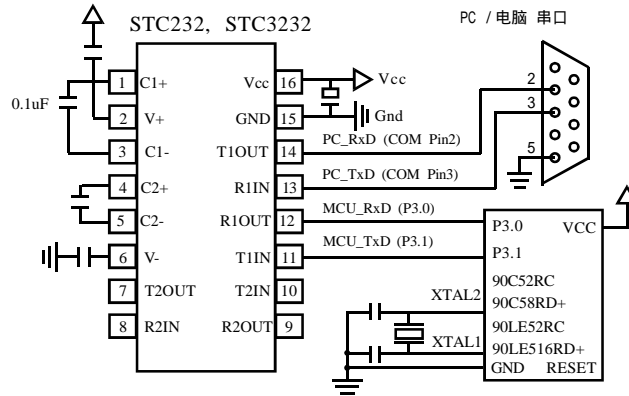 STC232, STC3232
PC /电脑 串口
1 C1+
Vcc 16
Vcc
0.1uF
2 V+
GND 15
Gnd
3 C1-
T1OUT 14
PC_RxD (COM Pin2)
4 C2+
R1IN 13
PC_TxD (COM Pin3)
5 C2-
R1OUT 12
MCU_RxD (P3.0)
6 V-
T1IN 11
MCU_TxD (P3.1)
7 T2OUT
T2IN 10
8 R2IN
R2OUT 9
2
3
5
P3.0 VCC
P3.1
90C52RC
XTAL2
90C58RD+
90LE52RC
XTAL1
90LE516RD+
GND RESET